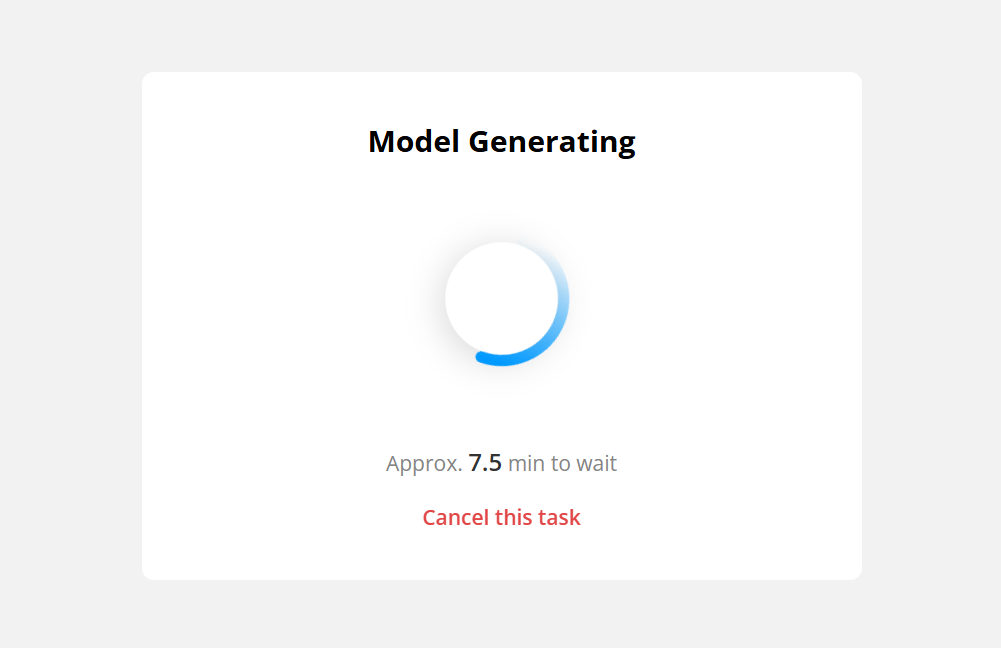 Model Generating
Approx. 7.5 min to wait
Cancel this task